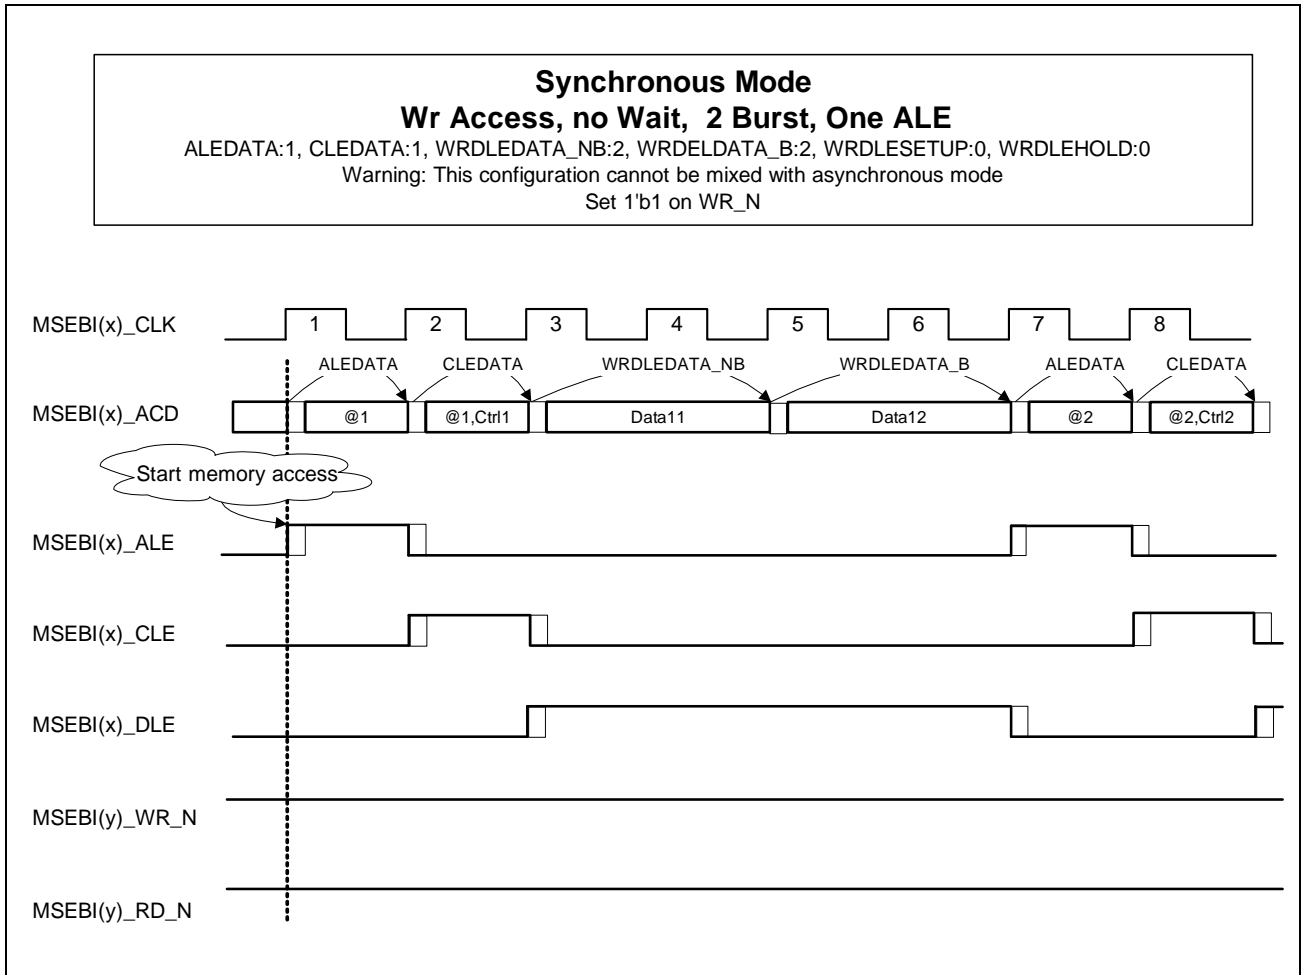 Synchronous Mode
Wr Access, no Wait,  2 Burst, One ALE
ALEDATA:1, CLEDATA:1, WRDLEDATA_NB:2, WRDELDATA_B:2, WRDLESETUP:0, WRDLEHOLD:0
Warning: This configuration cannot be mixed with asynchronous mode
Set 1'b1 on WR_N
MSEBI(x)_CLK 1 2 3 4 5 6 7 8
ALEDATA CLEDATA WRDLEDATA_NB WRDLEDATA_B ALEDATA CLEDATA
MSEBI(x)_ACD @1 @1,Ctrl1 Data11 Data12 @2 @2,Ctrl2
Start memory access
MSEBI(x)_ALE
MSEBI(x)_CLE
MSEBI(x)_DLE
MSEBI(y)_WR_N
MSEBI(y)_RD_N